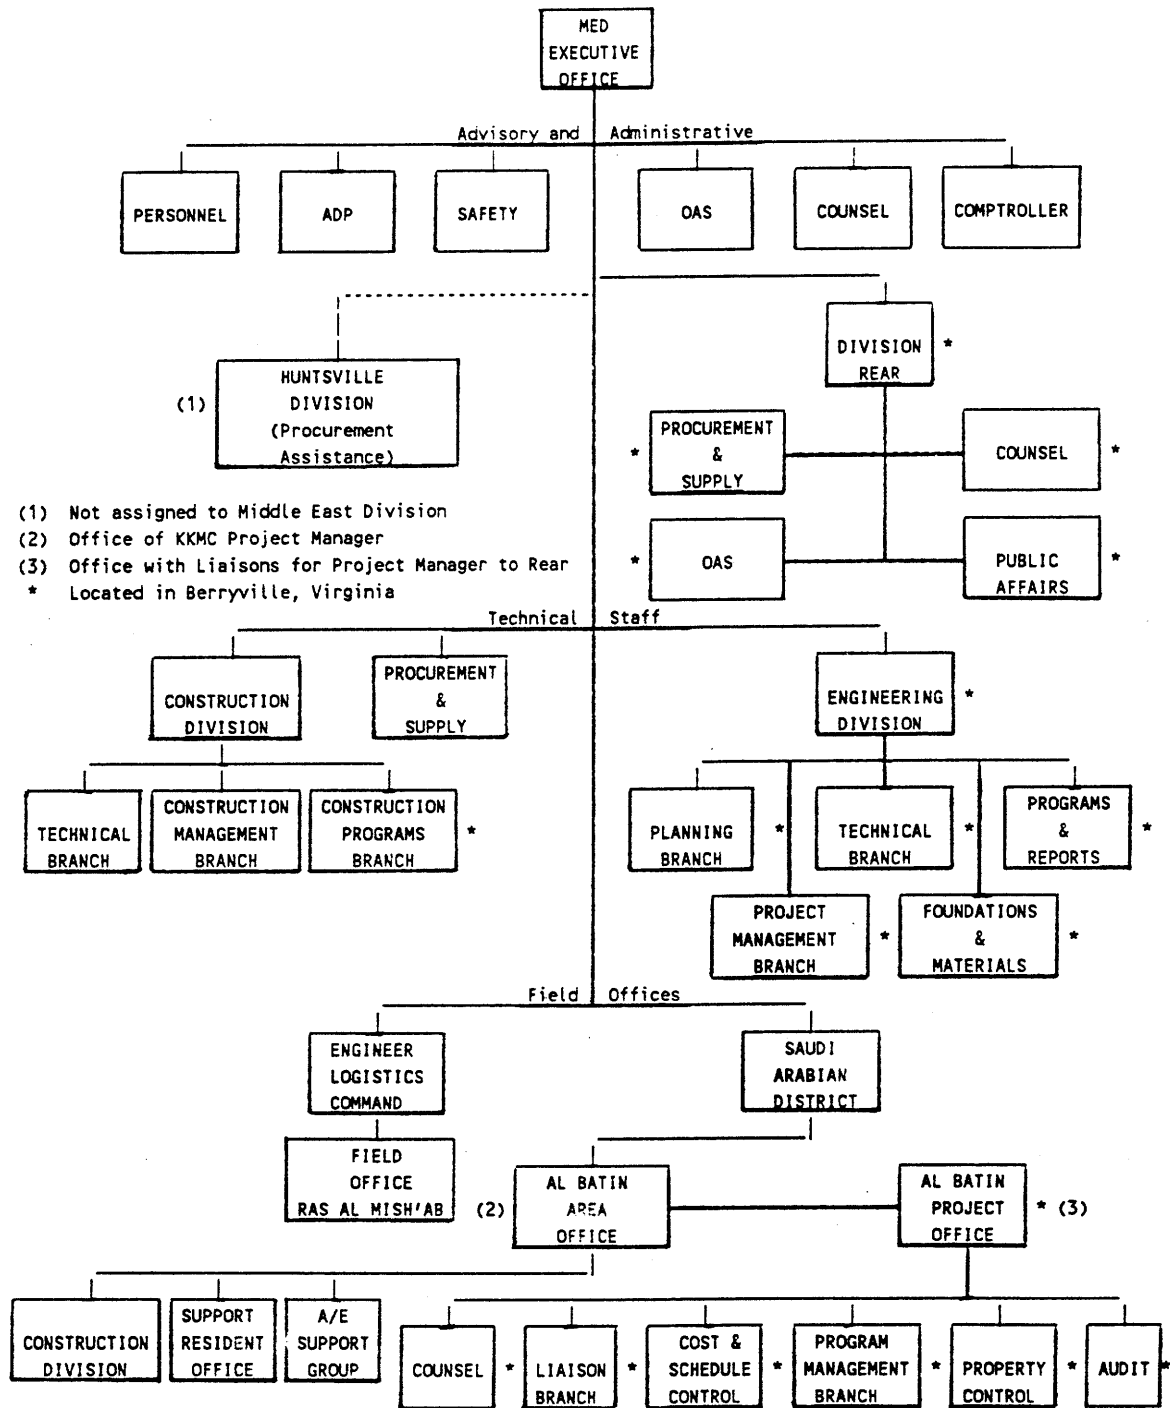 MED
EXECUTIVE
OFFICE
Advisory and Administrative
PERSONNEL
ADP
SAFETY
OAS
COUNSEL
COMPTROLLER
DIVISION *
REAR
(1)
HUNTSVILLE
DIVISION
(Procurement
Assistance)
*
PROCUREMENT
&
SUPPLY
COUNSEL *
(1) Not assigned to Middle East Division
(2) Office of KKMC Project Manager
(3) Office with Liaisons for Project Manager to Rear
* Located in Berryville, Virginia
* OAS
PUBLIC *
AFFAIRS
Technical Staff
CONSTRUCTION
DIVISION
PROCUREMENT
&
SUPPLY
ENGINEERING *
DIVISION
TECHNICAL
BRANCH
CONSTRUCTION
MANAGEMENT
BRANCH
CONSTRUCTION
PROGRAMS *
BRANCH
PLANNING *
BRANCH
TECHNICAL *
BRANCH
PROGRAMS
& *
REPORTS
PROJECT
MANAGEMENT *
BRANCH
FOUNDATIONS
& *
MATERIALS
Field Offices
ENGINEER
LOGISTICS
COMMAND
SAUDI
ARABIAN
DISTRICT
FIELD
OFFICE
RAS AL MISH'AB
(2)
AL BATIN
AREA
OFFICE
AL BATIN
PROJECT * (3)
OFFICE
CONSTRUCTION
DIVISION
SUPPORT
RESIDENT
OFFICE
A/E
SUPPORT
GROUP
COUNSEL *
LIAISON *
BRANCH
COST &
SCHEDULE *
CONTROL
PROGRAM
MANAGEMENT *
BRANCH
PROPERTY *
CONTROL
AUDIT *